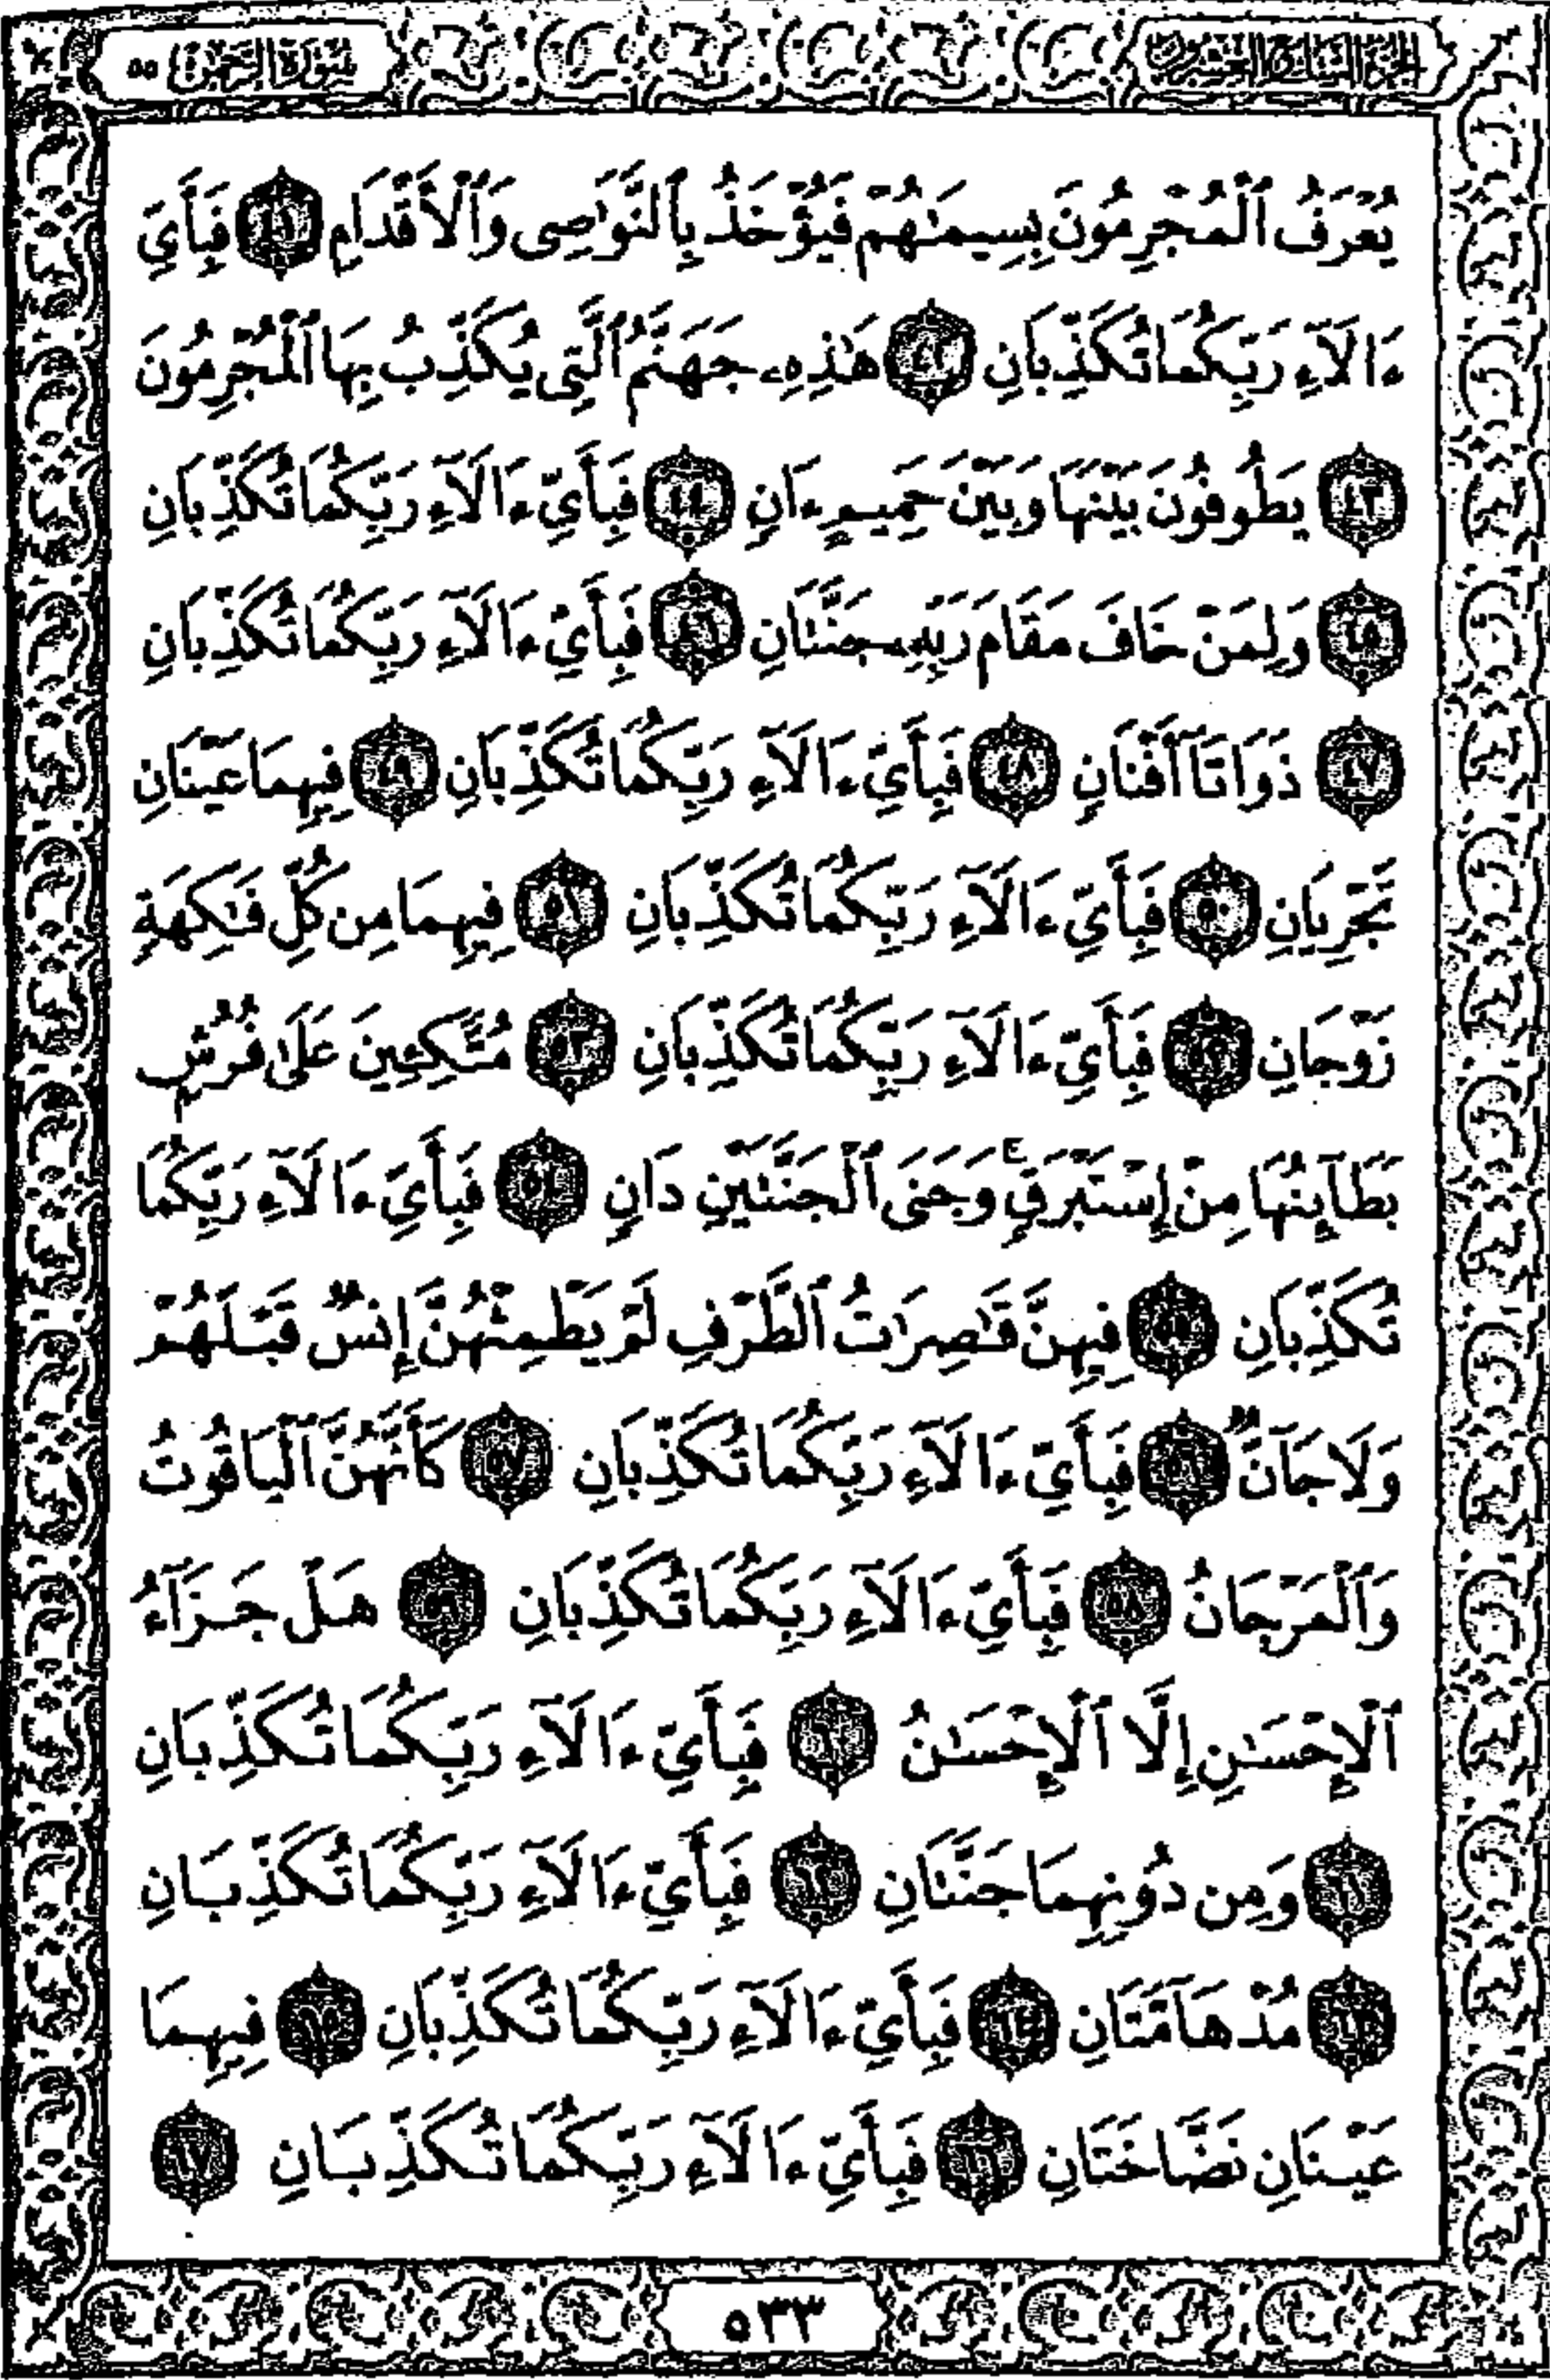 الجزء السابع والعشرون
سورة الرحمن ٥٥
يُعْرَفُ ٱلْمُجْرِمُونَ بِسِيمَٰهُمْ فَيُؤْخَذُ بِٱلنَّوَٰصِى وَٱلْأَقْدَامِ ٤١ فَبِأَىِّ
ءَالَآءِ رَبِّكُمَا تُكَذِّبَانِ ٤٢ هَٰذِهِۦ جَهَنَّمُ ٱلَّتِى يُكَذِّبُ بِهَا ٱلْمُجْرِمُونَ
٤٣ يَطُوفُونَ بَيْنَهَا وَبَيْنَ حَمِيمٍ ءَانٍ ٤٤ فَبِأَىِّ ءَالَآءِ رَبِّكُمَا تُكَذِّبَانِ
٤٥ وَلِمَنْ خَافَ مَقَامَ رَبِّهِۦ جَنَّتَانِ ٤٦ فَبِأَىِّ ءَالَآءِ رَبِّكُمَا تُكَذِّبَانِ
٤٧ ذَوَاتَآ أَفْنَانٍ ٤٨ فَبِأَىِّ ءَالَآءِ رَبِّكُمَا تُكَذِّبَانِ ٤٩ فِيهِمَا عَيْنَانِ
تَجْرِيَانِ ٥٠ فَبِأَىِّ ءَالَآءِ رَبِّكُمَا تُكَذِّبَانِ ٥١ فِيهِمَا مِن كُلِّ فَٰكِهَةٍ
زَوْجَانِ ٥٢ فَبِأَىِّ ءَالَآءِ رَبِّكُمَا تُكَذِّبَانِ ٥٣ مُتَّكِـِٔينَ عَلَىٰ فُرُشٍۭ
بَطَآئِنُهَا مِنْ إِسْتَبْرَقٍ ۚ وَجَنَى ٱلْجَنَّتَيْنِ دَانٍ ٥٤ فَبِأَىِّ ءَالَآءِ رَبِّكُمَا
تُكَذِّبَانِ ٥٥ فِيهِنَّ قَٰصِرَٰتُ ٱلطَّرْفِ لَمْ يَطْمِثْهُنَّ إِنسٌ قَبْلَهُمْ
وَلَا جَآنٌّ ٥٦ فَبِأَىِّ ءَالَآءِ رَبِّكُمَا تُكَذِّبَانِ ٥٧ كَأَنَّهُنَّ ٱلْيَاقُوتُ
وَٱلْمَرْجَانُ ٥٨ فَبِأَىِّ ءَالَآءِ رَبِّكُمَا تُكَذِّبَانِ ٥٩ هَلْ جَزَآءُ
ٱلْإِحْسَٰنِ إِلَّا ٱلْإِحْسَٰنُ ٦٠ فَبِأَىِّ ءَالَآءِ رَبِّكُمَا تُكَذِّبَانِ
٦١ وَمِن دُونِهِمَا جَنَّتَانِ ٦٢ فَبِأَىِّ ءَالَآءِ رَبِّكُمَا تُكَذِّبَانِ
٦٣ مُدْهَآمَّتَانِ ٦٤ فَبِأَىِّ ءَالَآءِ رَبِّكُمَا تُكَذِّبَانِ ٦٥ فِيهِمَا
عَيْنَانِ نَضَّاخَتَانِ ٦٦ فَبِأَىِّ ءَالَآءِ رَبِّكُمَا تُكَذِّبَانِ ٦٧
٥٣٣